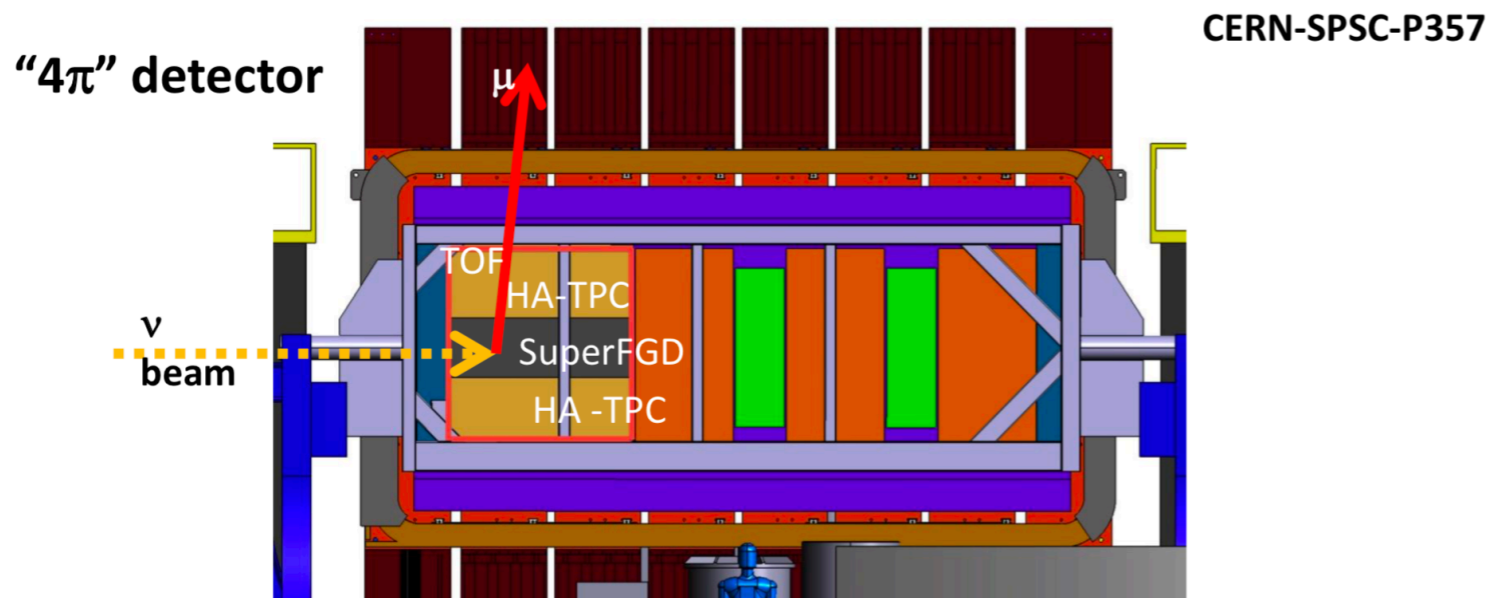 CERN-SPSC-P357
“4π” detector
μ
TOF
HA-TPC
ν
SuperFGD
beam
HA -TPC